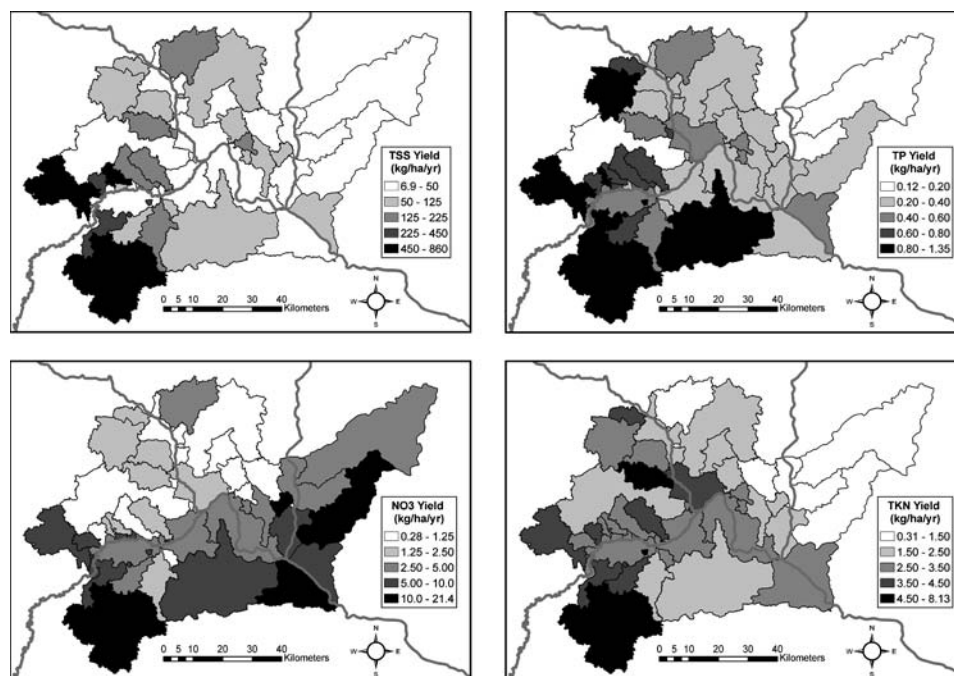 TSS Yield
(kg/ha/yr)
6.9 - 50
50 - 125
125 - 225
225 - 450
450 - 860
0 5 10 20 30 40
Kilometers
N
W E
S
TP Yield
(kg/ha/yr)
0.12 - 0.20
0.20 - 0.40
0.40 - 0.60
0.60 - 0.80
0.80 - 1.35
0 5 10 20 30 40
Kilometers
N
W E
S
NO3 Yield
(kg/ha/yr)
0.28 - 1.25
1.25 - 2.50
2.50 - 5.00
5.00 - 10.0
10.0 - 21.4
0 5 10 20 30 40
Kilometers
N
W E
S
TKN Yield
(kg/ha/yr)
0.31 - 1.50
1.50 - 2.50
2.50 - 3.50
3.50 - 4.50
4.50 - 8.13
0 5 10 20 30 40
Kilometers
N
W E
S